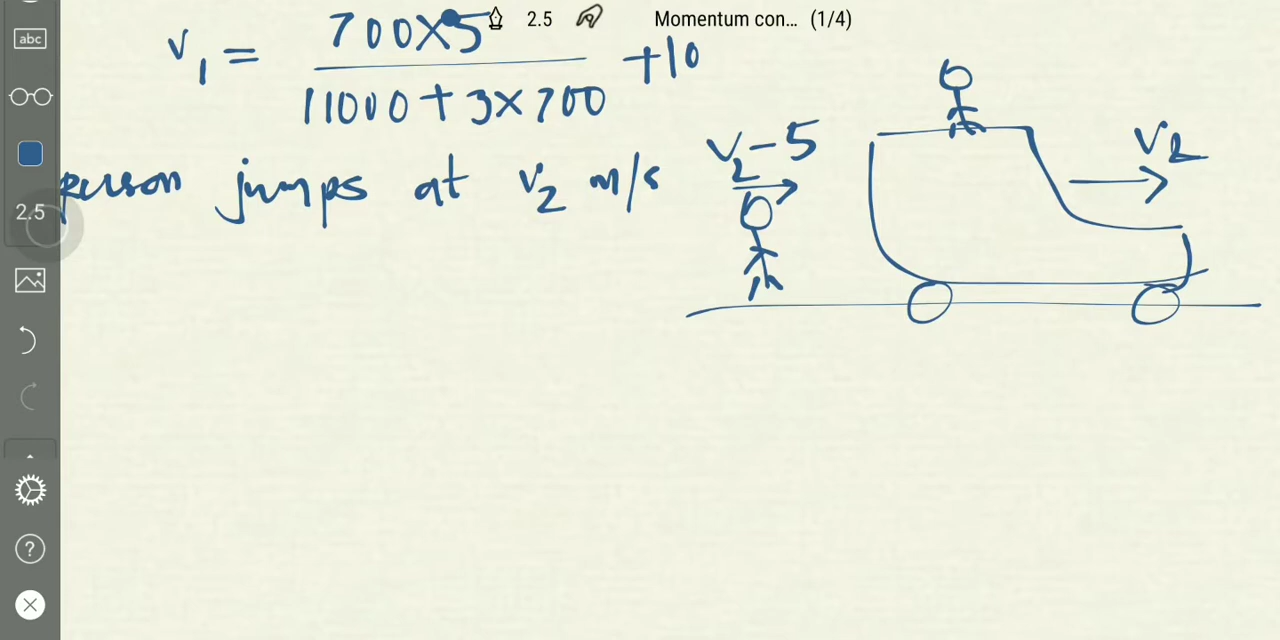 abc
2.5 Momentum con... (1/4)
v₁ = 700×5 / 11000 + 3×700 + 10
person jumps at v₂ m/s
v₂-5
v₂
2.5
?